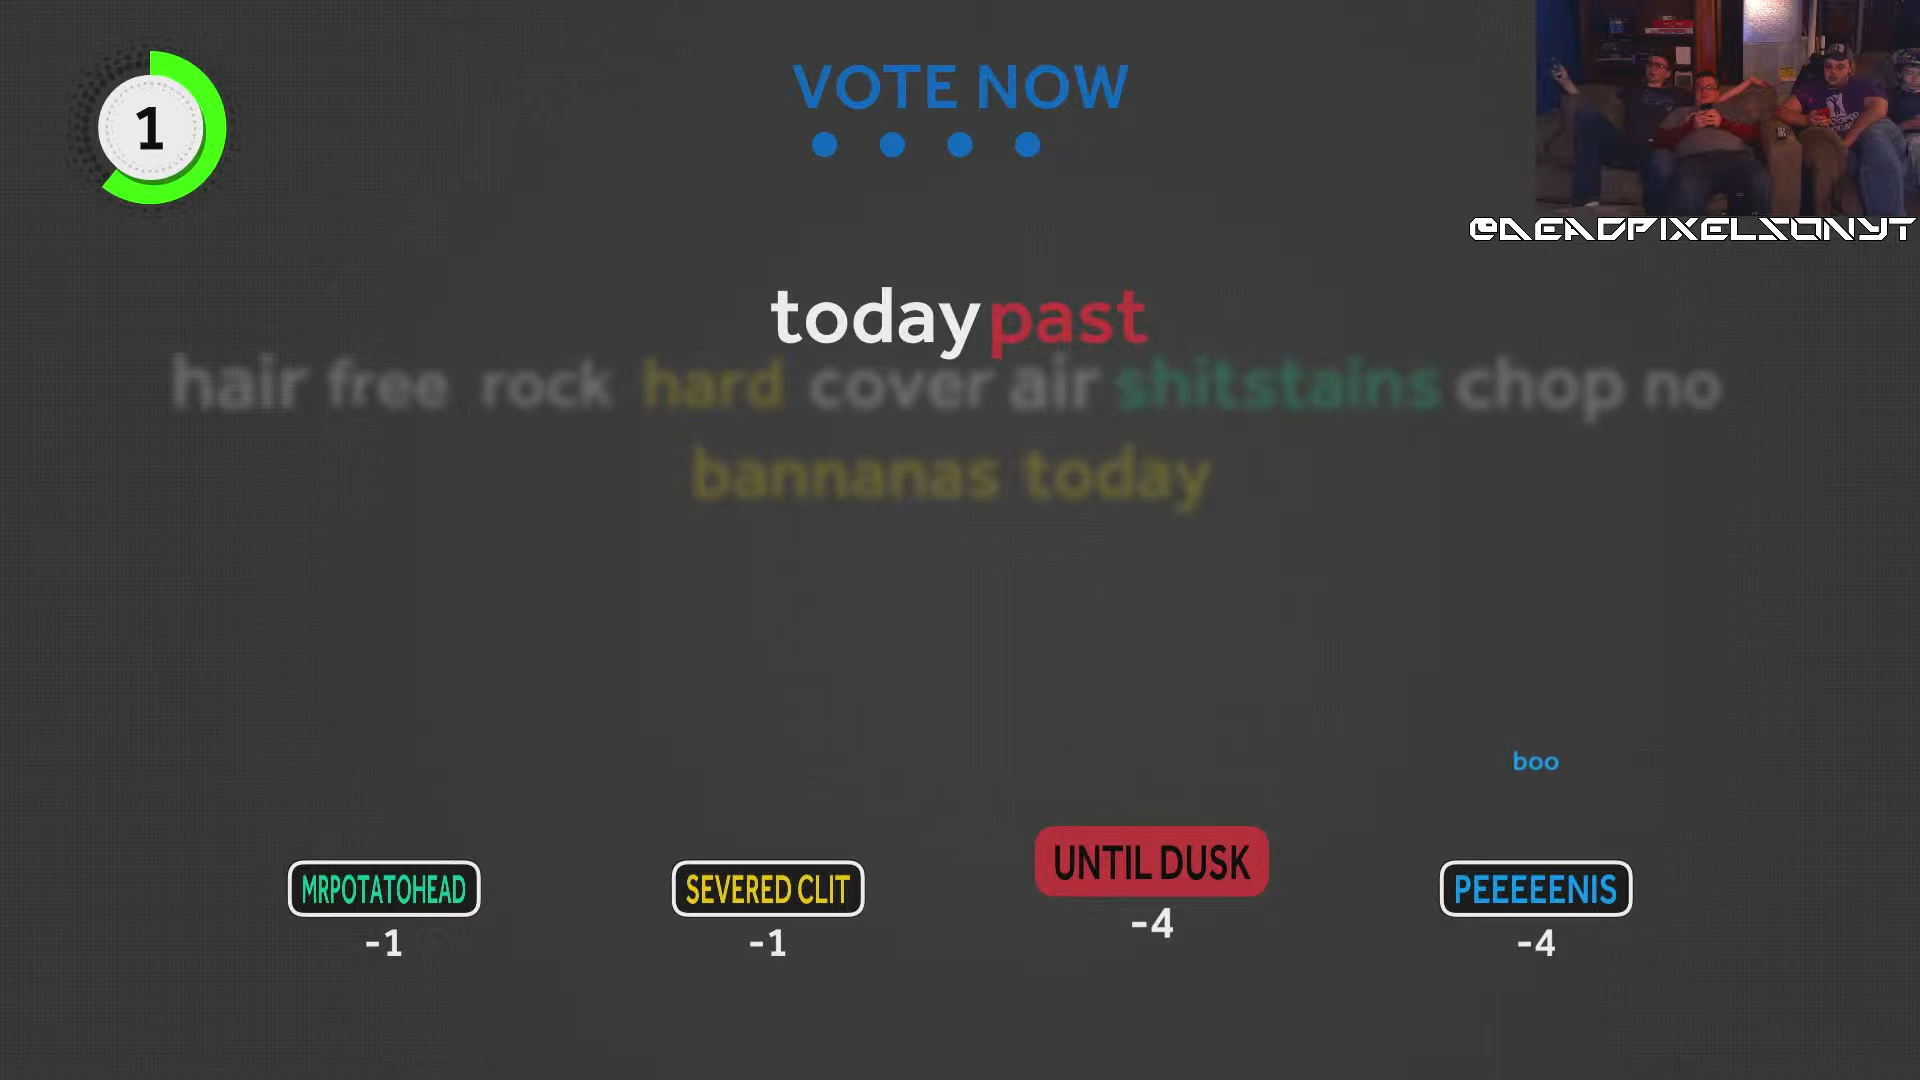 1
VOTE NOW
@DEADPIXELSONYT
today past
hair free rock hard cover air shitstains chop no
bannanas today
boo
MRPOTATOHEAD SEVERED CLIT UNTIL DUSK PEEEEENIS
-1 -1 -4 -4